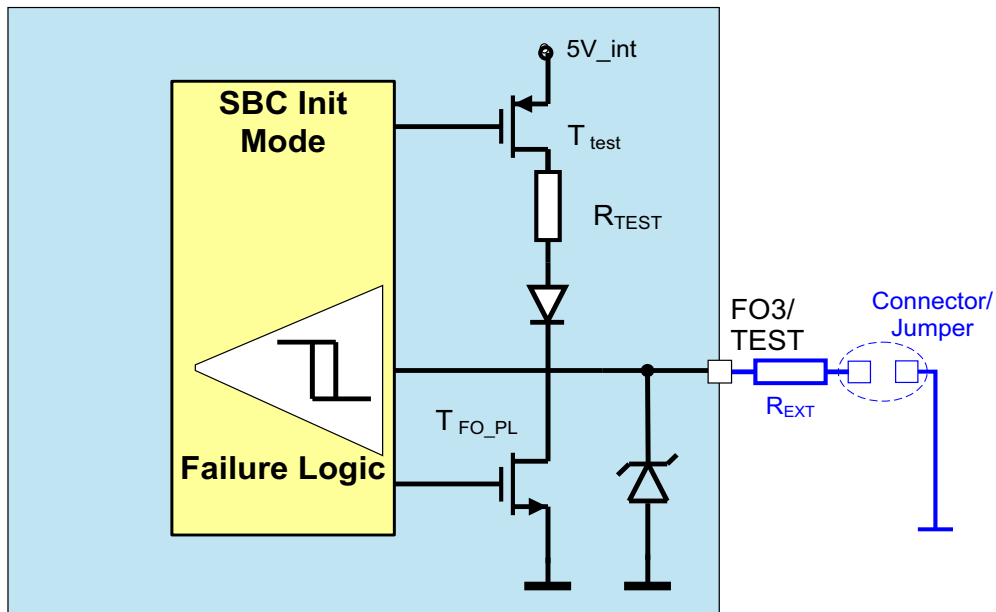 5V_int
SBC Init
Mode
T test
RTEST
FO3/
TEST
Connector/
Jumper
REXT
T FO_PL
Failure Logic